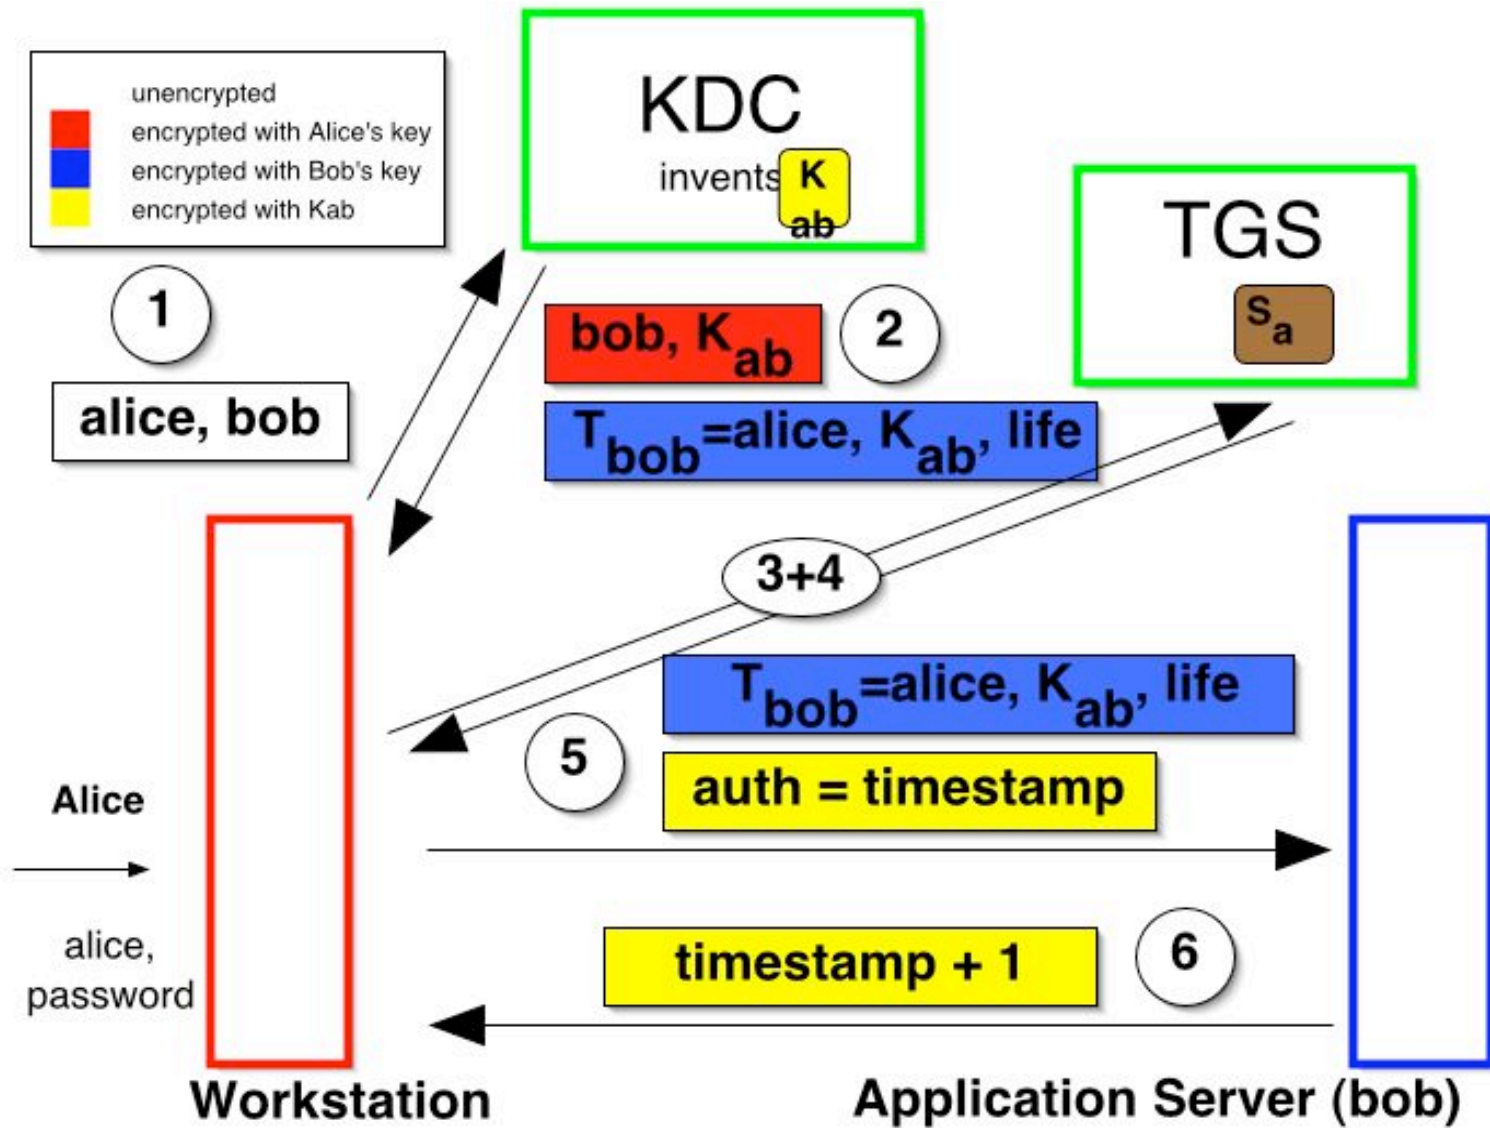 unencrypted
encrypted with Alice's key
encrypted with Bob's key
encrypted with Kab
KDC
invents
K
ab
TGS
Sa
1
alice, bob
bob, Kab
2
Tbob=alice, Kab, life
3+4
Tbob=alice, Kab, life
5
auth = timestamp
Alice
alice,
password
timestamp + 1
6
Workstation
Application Server (bob)